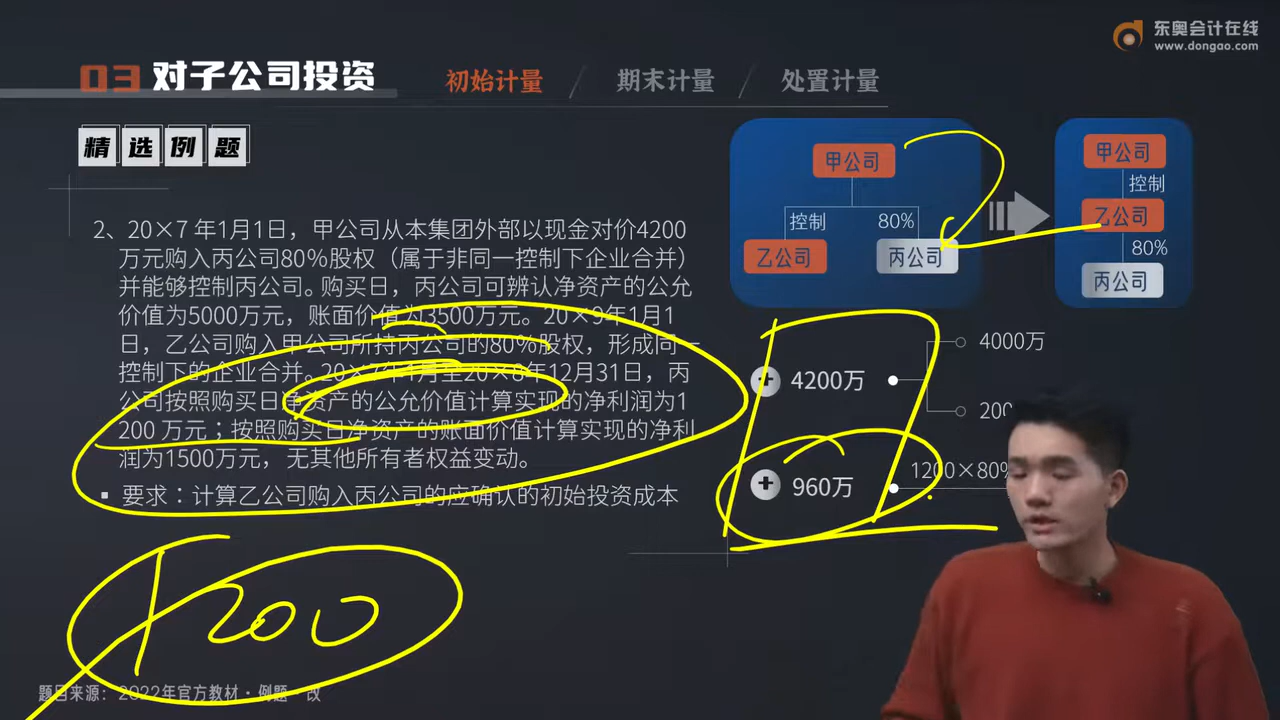 东奥会计在线
www.dongao.com
03 对子公司投资
初始计量 / 期末计量 / 处置计量
精选例题
2、20×7年1月1日，甲公司从本集团外部以现金对价4200
万元购入丙公司80%股权（属于非同一控制下企业合并）
并能够控制丙公司。购买日，丙公司可辨认净资产的公允
价值为5000万元，账面价值为3500万元。20×9年1月1
日，乙公司购入甲公司所持丙公司的80%股权，形成同一
控制下的企业合并。20×7年1月至20×8年12月31日，丙
公司按照购买日净资产的公允价值计算实现的净利润为1
200 万元；按照购买日净资产的账面价值计算实现的净利
润为1500万元，无其他所有者权益变动。
▪ 要求：计算乙公司购入丙公司的应确认的初始投资成本
甲公司
控制
80%
乙公司
丙公司
甲公司
控制
乙公司
80%
丙公司
+ 4200万
4000万
200
+ 960万
1200×80%
1200
题目来源：2022年官方教材·例题 改